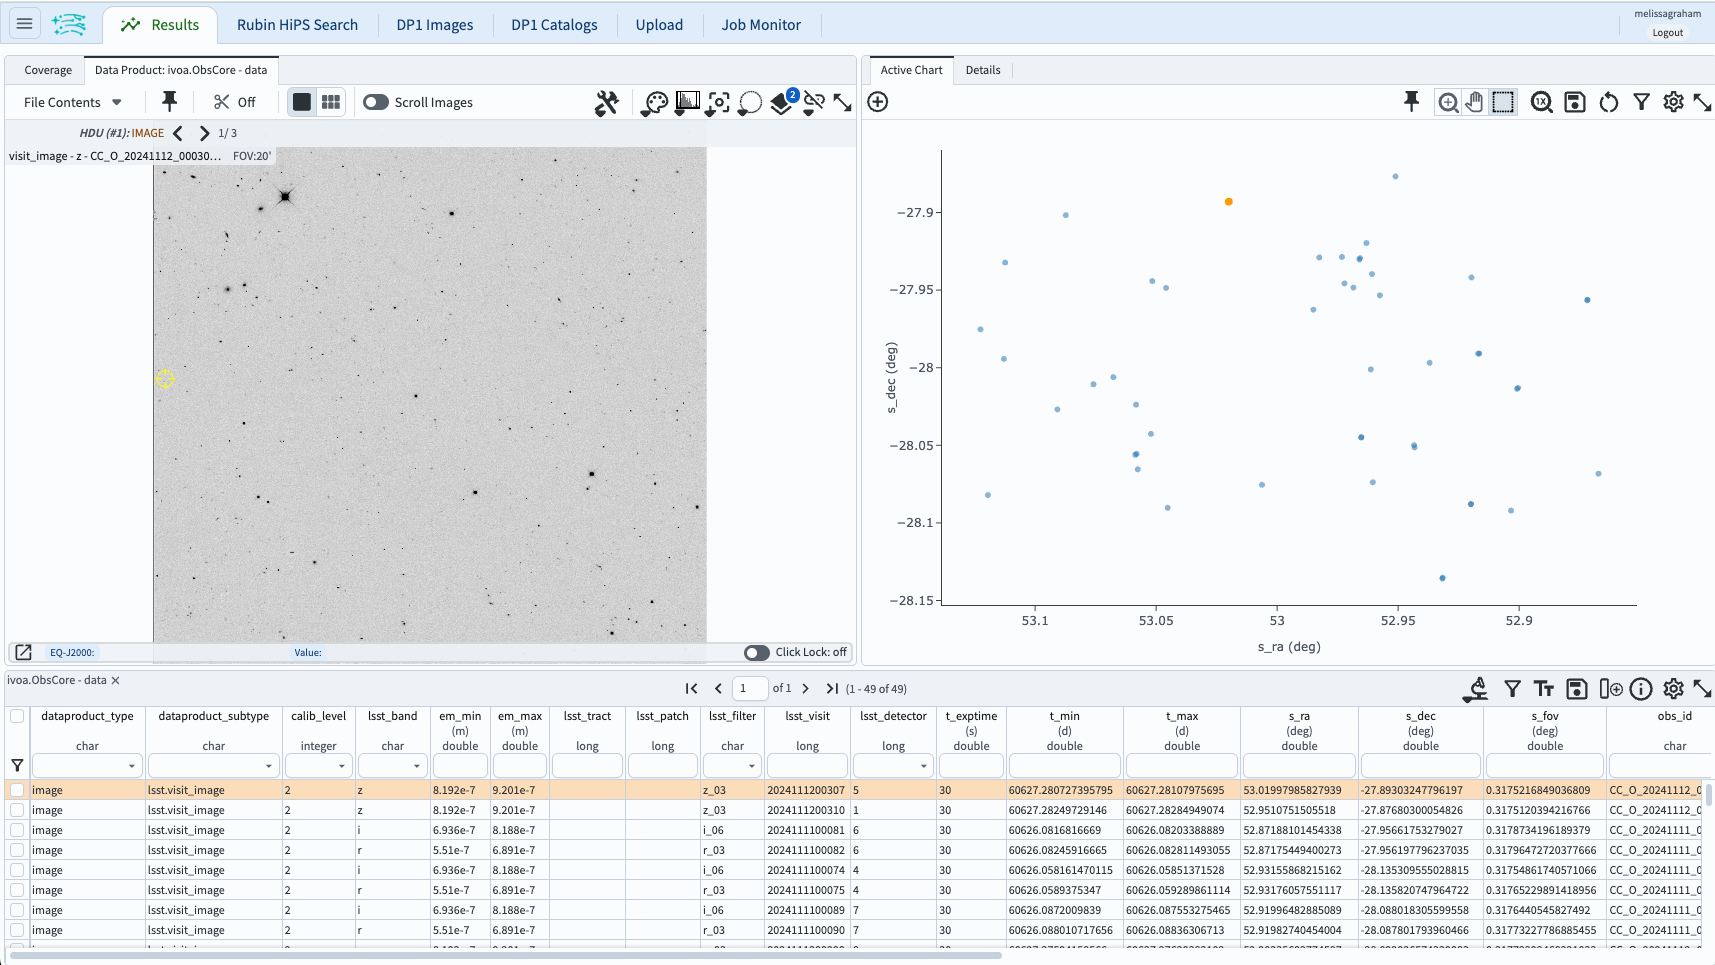 melissagraham
Logout
Results
Rubin HiPS Search
DP1 Images
DP1 Catalogs
Upload
Job Monitor
Coverage
Data Product: ivoa.ObsCore - data
File Contents
Off
Scroll Images
2
HDU (#1): IMAGE
1/ 3
visit_image - z - CC_O_20241112_00030...
FOV:20'
EQ-J2000:
Value:
Click Lock: off
Active Chart
Details
1X
−27.9
−27.95
−28
−28.05
−28.1
−28.15
s_dec (deg)
53.1
53.05
53
52.95
52.9
s_ra (deg)
ivoa.ObsCore - data
1 of 1 (1 - 49 of 49)
dataproduct_type dataproduct_subtype calib_level lsst_band em_min em_max lsst_tract lsst_patch lsst_filter lsst_visit lsst_detector t_exptime t_min t_max s_ra s_dec s_fov obs_id
(m) (m) (s) (d) (d) (deg) (deg) (deg)
char char integer char double double long long char long long double double double double double double char
image lsst.visit_image 2 z 8.192e-7 9.201e-7 z_03 2024111200307 5 30 60627.280727395795 60627.28107975695 53.01997985827939 -27.89303247796197 0.3175216849036809 CC_O_20241112_0
image lsst.visit_image 2 z 8.192e-7 9.201e-7 z_03 2024111200310 1 30 60627.28249729146 60627.28284949074 52.9510751505518 -27.87680300054826 0.3175120394216766 CC_O_20241112_0
image lsst.visit_image 2 i 6.936e-7 8.188e-7 i_06 2024111100081 6 30 60626.0816816669 60626.08203388889 52.87188101454338 -27.95661753279027 0.3178734196189379 CC_O_20241111_0
image lsst.visit_image 2 r 5.51e-7 6.891e-7 r_03 2024111100082 6 30 60626.08245916665 60626.082811493055 52.87175449400273 -27.956197796237035 0.31796472720377666 CC_O_20241111_0
image lsst.visit_image 2 i 6.936e-7 8.188e-7 i_06 2024111100074 4 30 60626.058161470115 60626.05851371528 52.93155868215162 -28.135309555028815 0.31754861740571074 CC_O_20241111_0
image lsst.visit_image 2 r 5.51e-7 6.891e-7 r_03 2024111100075 4 30 60626.0589375347 60626.059289861114 52.93176057551117 -28.135820747964722 0.31765229891418956 CC_O_20241111_0
image lsst.visit_image 2 i 6.936e-7 8.188e-7 i_06 2024111100089 7 30 60626.0872009839 60626.087553275465 52.91996482885089 -28.088018305599558 0.3176440545827492 CC_O_20241111_0
image lsst.visit_image 2 r 5.51e-7 6.891e-7 r_03 2024111100090 7 30 60626.088010717656 60626.08836306713 52.91982740454004 -28.087801793960466 0.31773227786885455 CC_O_20241111_0